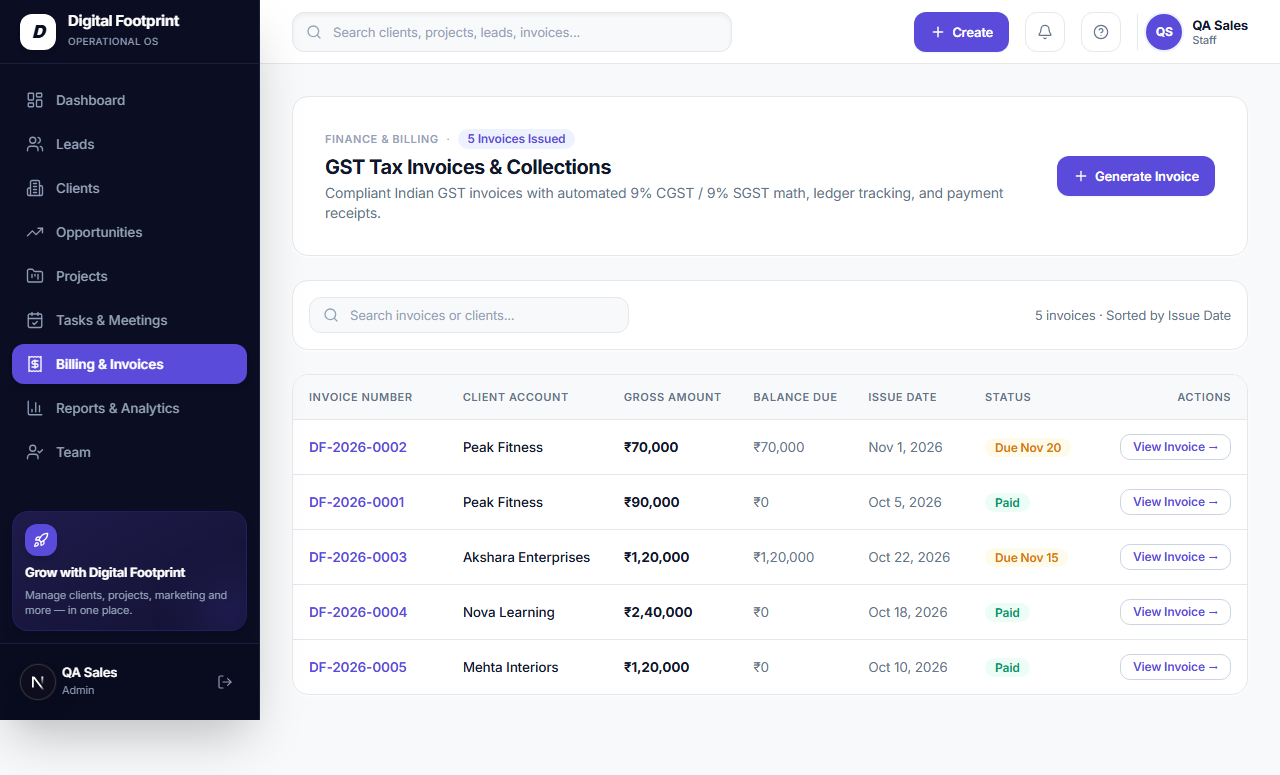 D
Digital Footprint
OPERATIONAL OS
Dashboard
Leads
Clients
Opportunities
Projects
Tasks & Meetings
Billing & Invoices
Reports & Analytics
Team
Grow with Digital Footprint
Manage clients, projects, marketing and
more — in one place.
N
QA Sales
Admin
Search clients, projects, leads, invoices...
Create
QS
QA Sales
Staff
FINANCE & BILLING · 5 Invoices Issued
GST Tax Invoices & Collections
Compliant Indian GST invoices with automated 9% CGST / 9% SGST math, ledger tracking, and payment
receipts.
Generate Invoice
Search invoices or clients...
5 invoices · Sorted by Issue Date
INVOICE NUMBER CLIENT ACCOUNT GROSS AMOUNT BALANCE DUE ISSUE DATE STATUS ACTIONS
DF-2026-0002 Peak Fitness ₹70,000 ₹70,000 Nov 1, 2026 Due Nov 20 View Invoice →
DF-2026-0001 Peak Fitness ₹90,000 ₹0 Oct 5, 2026 Paid View Invoice →
DF-2026-0003 Akshara Enterprises ₹1,20,000 ₹1,20,000 Oct 22, 2026 Due Nov 15 View Invoice →
DF-2026-0004 Nova Learning ₹2,40,000 ₹0 Oct 18, 2026 Paid View Invoice →
DF-2026-0005 Mehta Interiors ₹1,20,000 ₹0 Oct 10, 2026 Paid View Invoice →